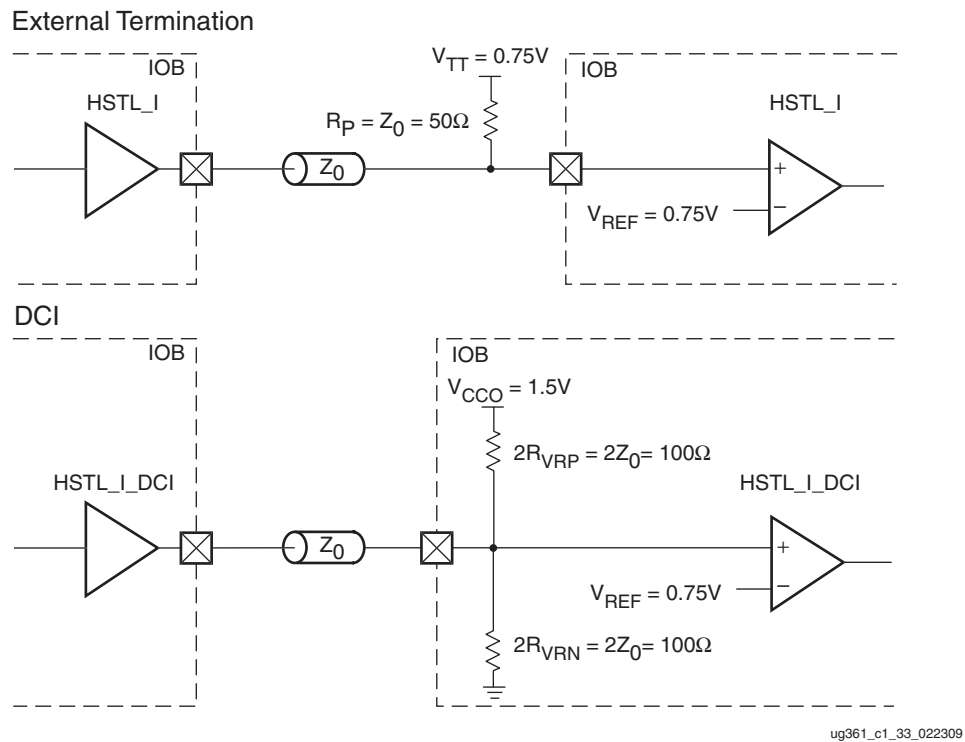 External Termination
IOB
V_TT = 0.75V
IOB
HSTL_I
HSTL_I
R_P = Z_0 = 50Ω
Z_0
+
V_REF = 0.75V
−
DCI
IOB
IOB
V_CCO = 1.5V
2R_VRP = 2Z_0= 100Ω
HSTL_I_DCI
HSTL_I_DCI
Z_0
+
V_REF = 0.75V
−
2R_VRN = 2Z_0= 100Ω
ug361_c1_33_022309